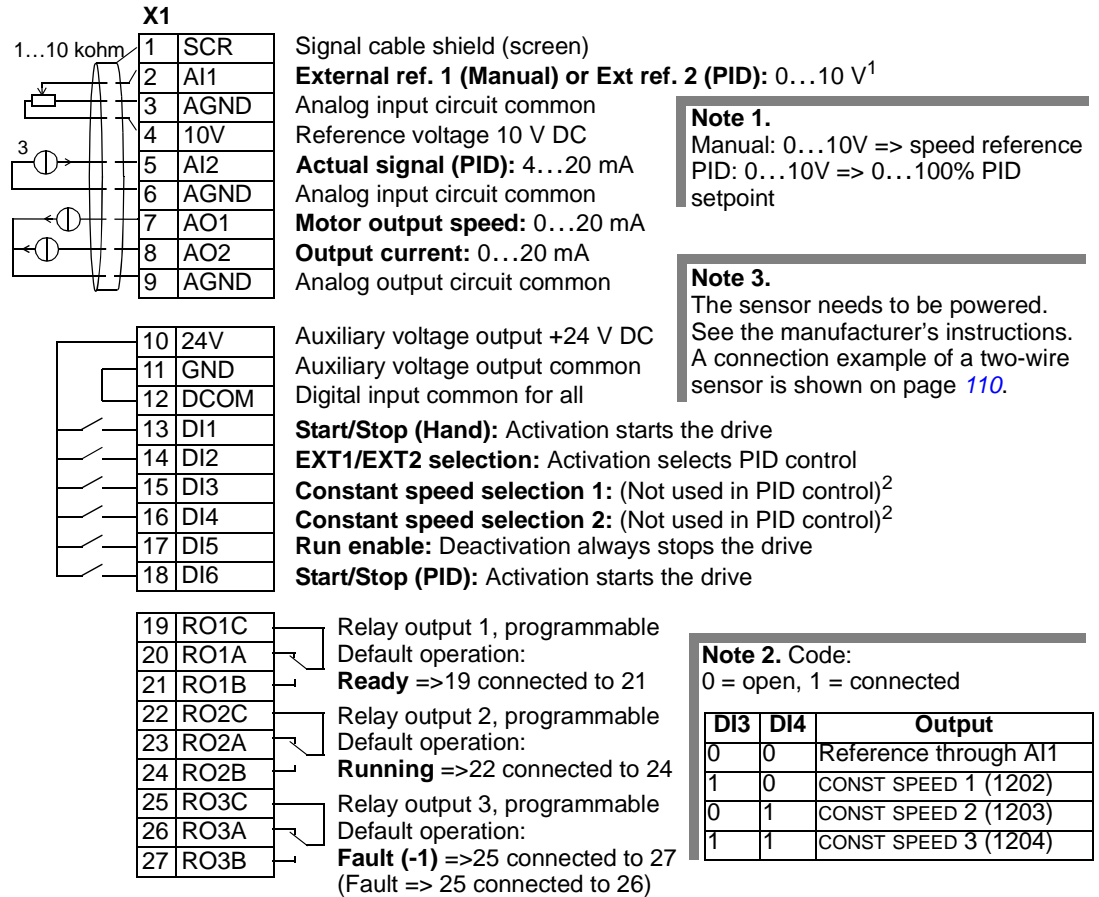 X1
1…10 kohm
1 SCR Signal cable shield (screen)
2 AI1 External ref. 1 (Manual) or Ext ref. 2 (PID): 0…10 V1
3 AGND Analog input circuit common
4 10V Reference voltage 10 V DC
3
5 AI2 Actual signal (PID): 4…20 mA
6 AGND Analog input circuit common
7 AO1 Motor output speed: 0…20 mA
8 AO2 Output current: 0…20 mA
9 AGND Analog output circuit common
Note 1.
Manual: 0…10V => speed reference
PID: 0…10V => 0…100% PID
setpoint
Note 3.
The sensor needs to be powered.
See the manufacturer’s instructions.
A connection example of a two-wire
sensor is shown on page 110.
10 24V Auxiliary voltage output +24 V DC
11 GND Auxiliary voltage output common
12 DCOM Digital input common for all
13 DI1 Start/Stop (Hand): Activation starts the drive
14 DI2 EXT1/EXT2 selection: Activation selects PID control
15 DI3 Constant speed selection 1: (Not used in PID control)2
16 DI4 Constant speed selection 2: (Not used in PID control)2
17 DI5 Run enable: Deactivation always stops the drive
18 DI6 Start/Stop (PID): Activation starts the drive
19 RO1C Relay output 1, programmable
20 RO1A Default operation:
21 RO1B Ready =>19 connected to 21
22 RO2C Relay output 2, programmable
23 RO2A Default operation:
24 RO2B Running =>22 connected to 24
25 RO3C Relay output 3, programmable
26 RO3A Default operation:
27 RO3B Fault (-1) =>25 connected to 27
(Fault => 25 connected to 26)
Note 2. Code:
0 = open, 1 = connected
DI3 DI4 Output
0 0 Reference through AI1
1 0 CONST SPEED 1 (1202)
0 1 CONST SPEED 2 (1203)
1 1 CONST SPEED 3 (1204)